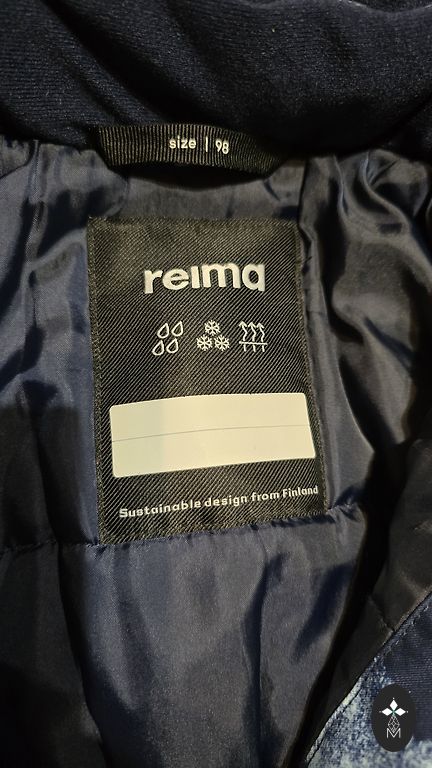 size | 98
reima
Sustainable design from Finland
M